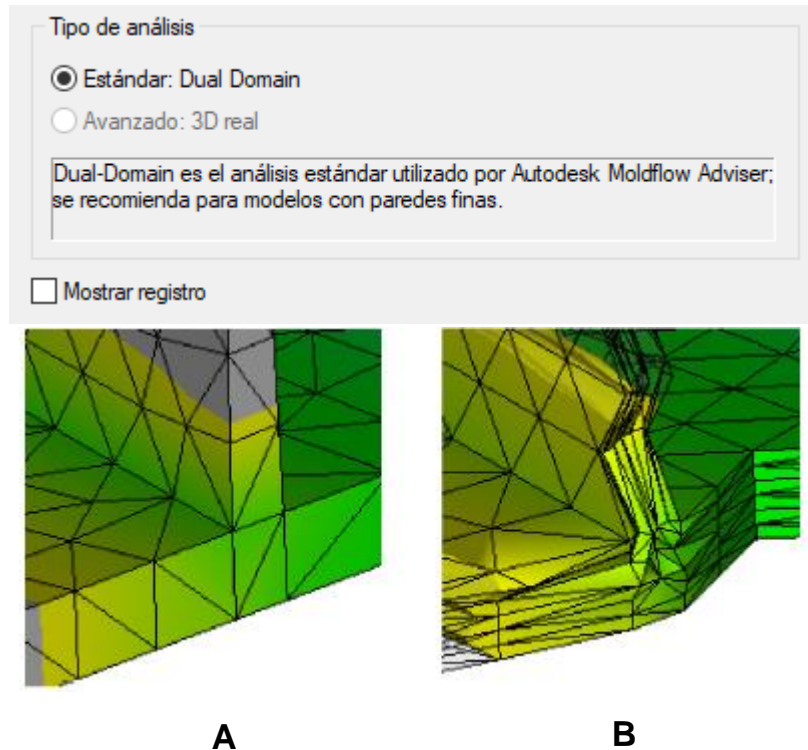 Tipo de análisis
Estándar: Dual Domain
Avanzado: 3D real
Dual-Domain es el análisis estándar utilizado por Autodesk Moldflow Adviser;
se recomienda para modelos con paredes finas.
Mostrar registro
A B